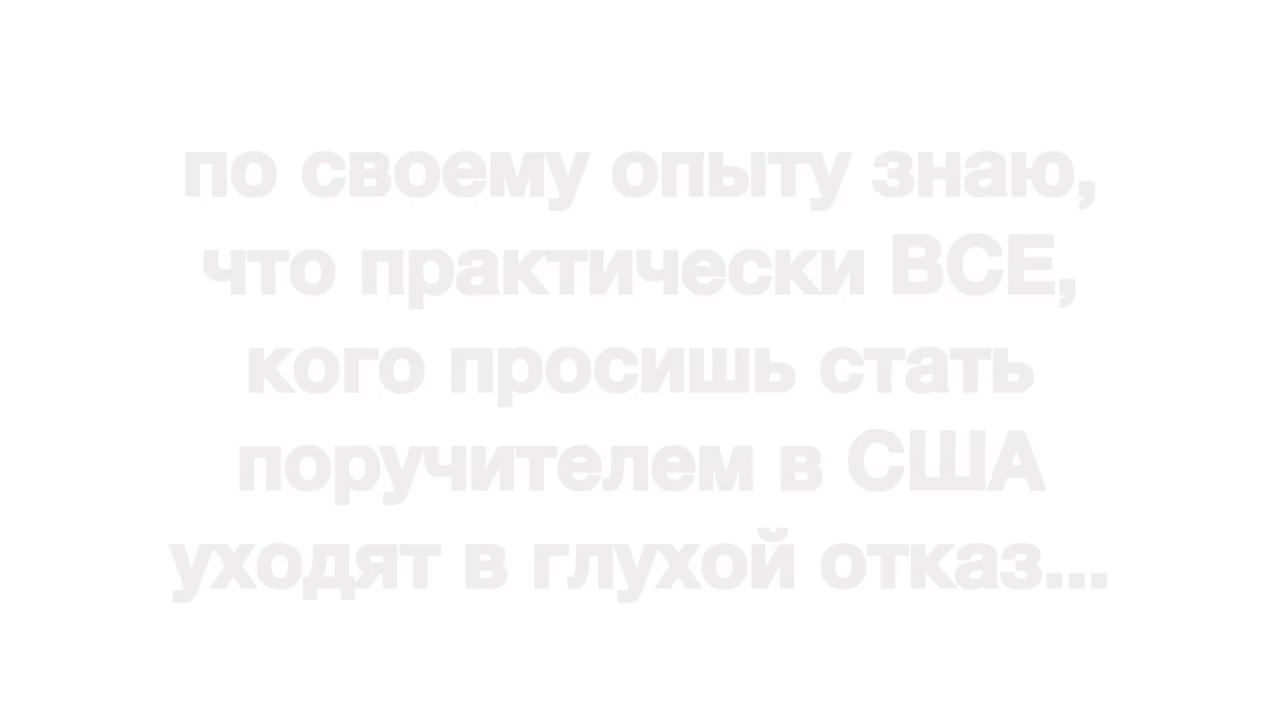 по своему опыту знаю,
что практически ВСЕ,
кого просишь стать
поручителем в США
уходят в глухой отказ...